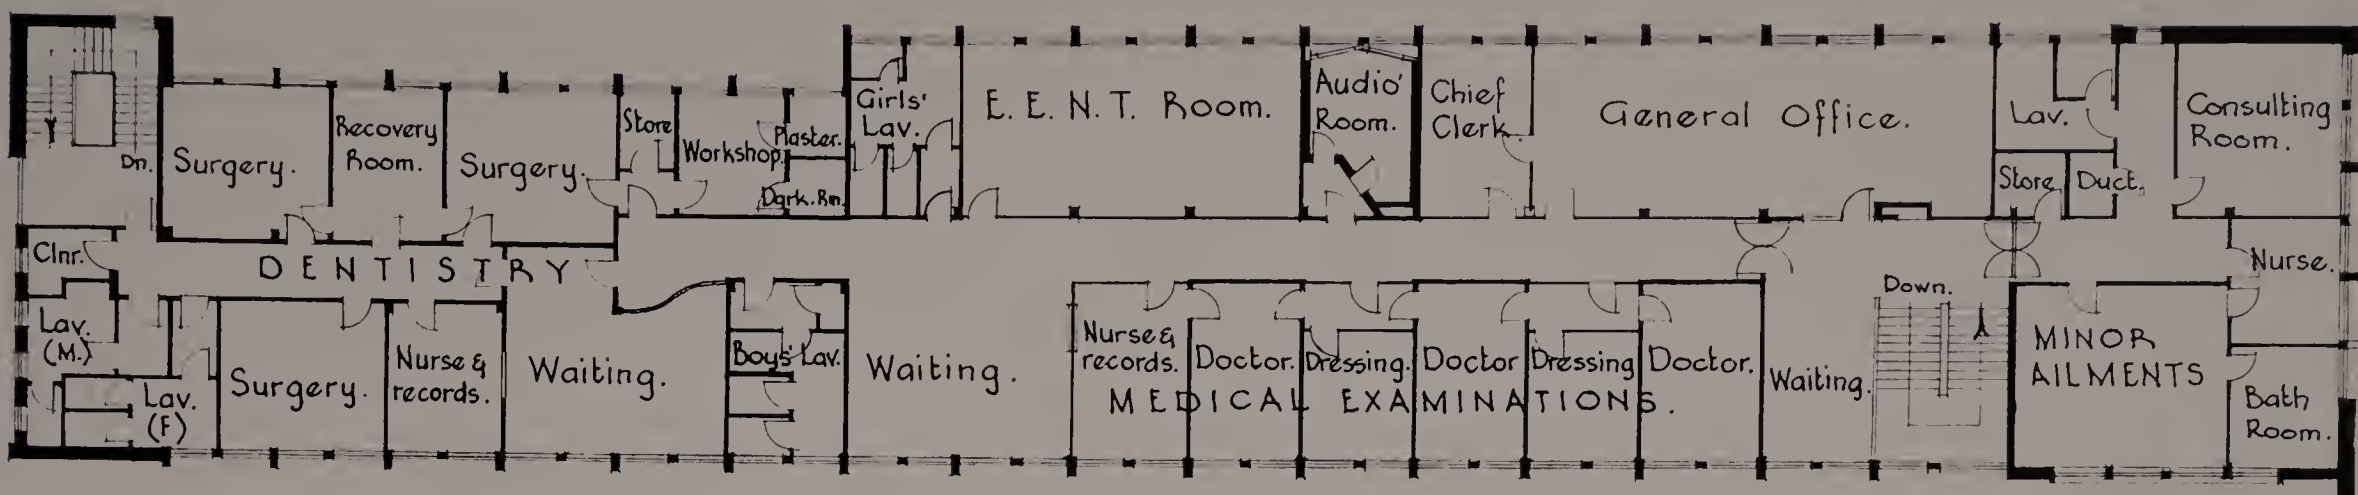 Dn.
Surgery.
Recovery
Room.
Surgery.
Store
Workshop.
Plaster.
Dark. Rm.
Girls'
Lav.
E. E. N. T. Room.
Audio'
Room.
Chief
Clerk.
General Office.
Lav.
Store
Duct.
Consulting
Room.
Clnr.
DENTISTRY
Lav.
(M.)
Lav.
(F)
Surgery.
Nurse &
records.
Waiting.
Boys' Lav.
Waiting.
Nurse &
records.
Doctor.
Dressing.
Doctor
Dressing
Doctor.
MEDICAL EXAMINATIONS.
Waiting.
Down.
MINOR
AILMENTS
Nurse.
Bath
Room.